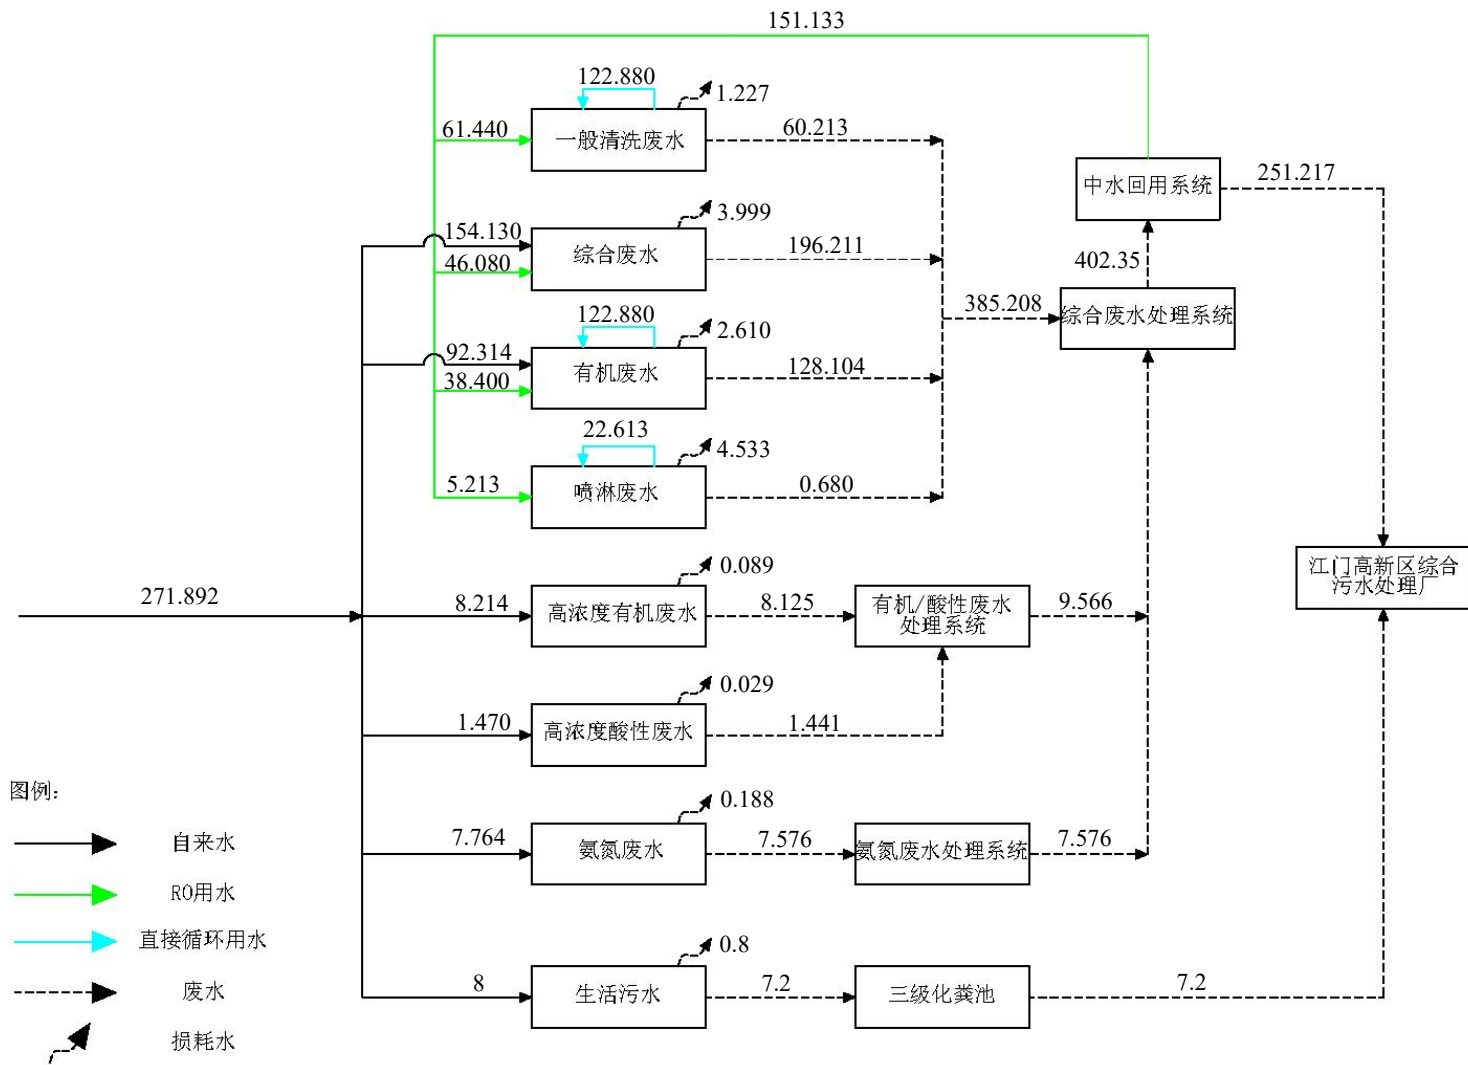 151.133
122.880
1.227
61.440
一般清洗废水
60.213
中水回用系统
251.217
3.999
154.130
46.080
综合废水
196.211
402.35
385.208
综合废水处理系统
122.880
2.610
92.314
38.400
有机废水
128.104
22.613
4.533
5.213
喷淋废水
0.680
江门高新区综合
污水处理厂
271.892
0.089
8.214
高浓度有机废水
8.125
有机/酸性废水
处理系统
9.566
0.029
1.470
高浓度酸性废水
1.441
0.188
7.764
氨氮废水
7.576
氨氮废水处理系统
7.576
0.8
8
生活污水
7.2
三级化粪池
7.2
图例:
自来水
RO用水
直接循环用水
废水
损耗水